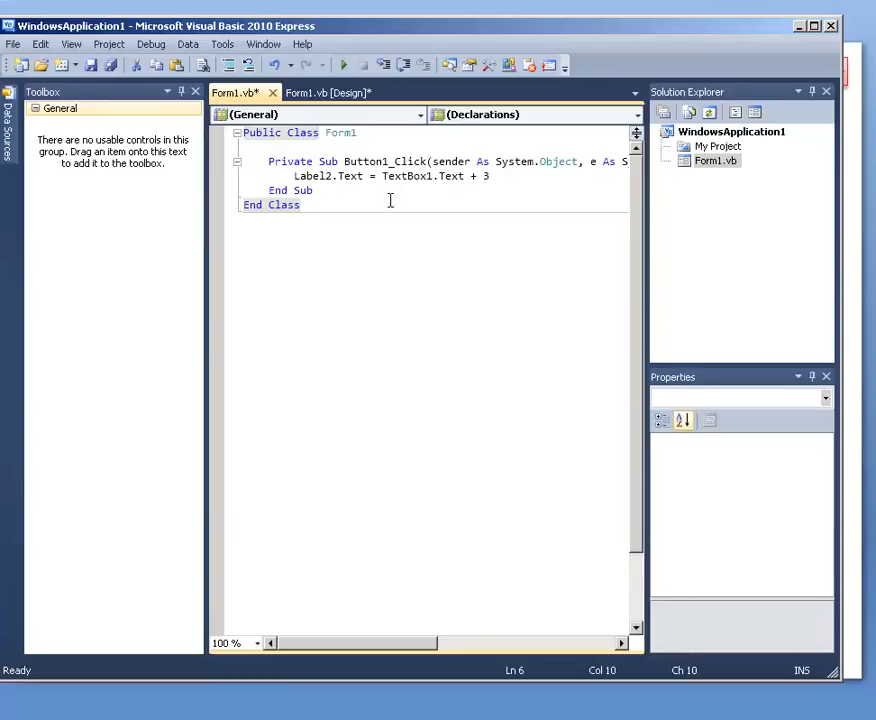 WindowsApplication1 - Microsoft Visual Basic 2010 Express
File Edit View Project Debug Data Tools Window Help
Toolbox
Form1.vb*
Form1.vb [Design]*
Solution Explorer
Data Sources
General
(General)
(Declarations)
There are no usable controls in this
group. Drag an item onto this text
to add it to the toolbox.
Public Class Form1
Private Sub Button1_Click(sender As System.Object, e As S
Label2.Text = TextBox1.Text + 3
End Sub
End Class
WindowsApplication1
My Project
Form1.vb
Properties
100 %
Ready
Ln 6
Col 10
Ch 10
INS